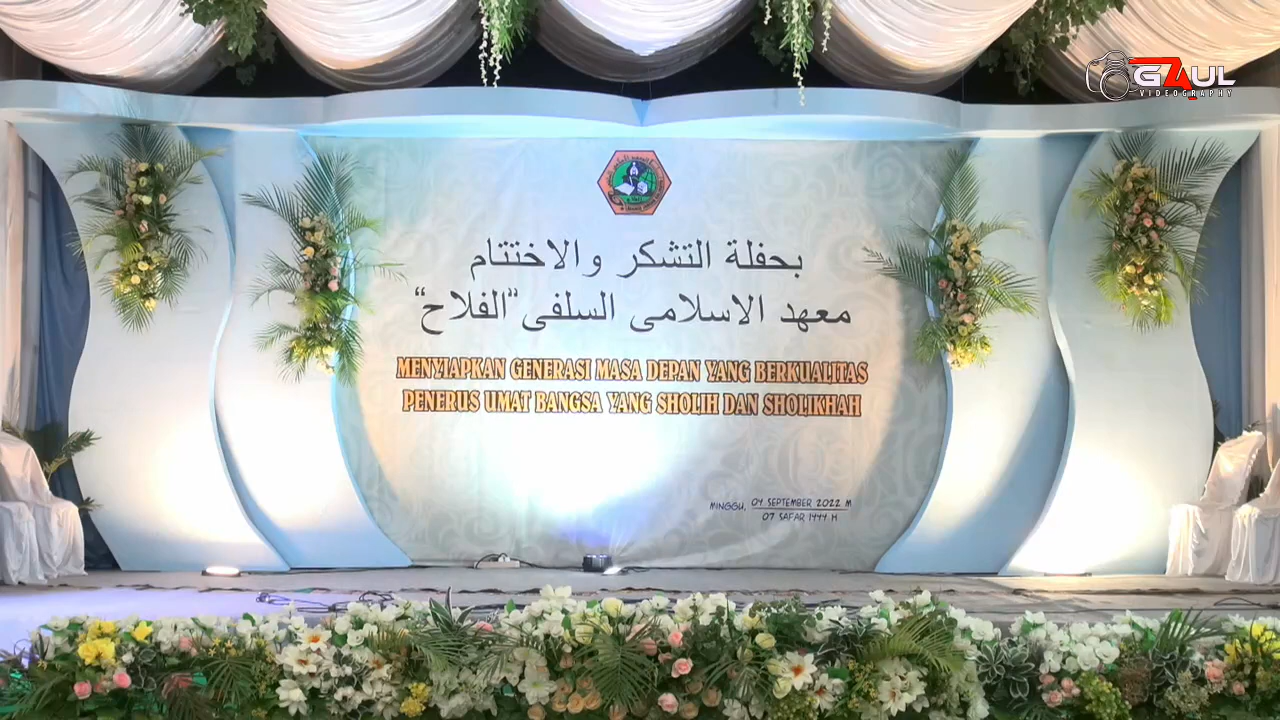 GAUL
VIDEOGRAPHY
بحفلة التشكر والاختتام
معهد الاسلامى السلفى "الفلاح"
MENYIAPKAN GENERASI MASA DEPAN YANG BERKUALITAS
PENERUS UMAT BANGSA YANG SHOLIH DAN SHOLIKHAH
MINGGU, 04 SEPTEMBER 2022 M
07 SAFAR 1444 H